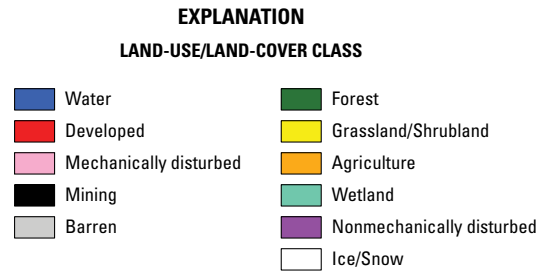 EXPLANATION
LAND-USE/LAND-COVER CLASS
Water
Developed
Mechanically disturbed
Mining
Barren
Forest
Grassland/Shrubland
Agriculture
Wetland
Nonmechanically disturbed
Ice/Snow